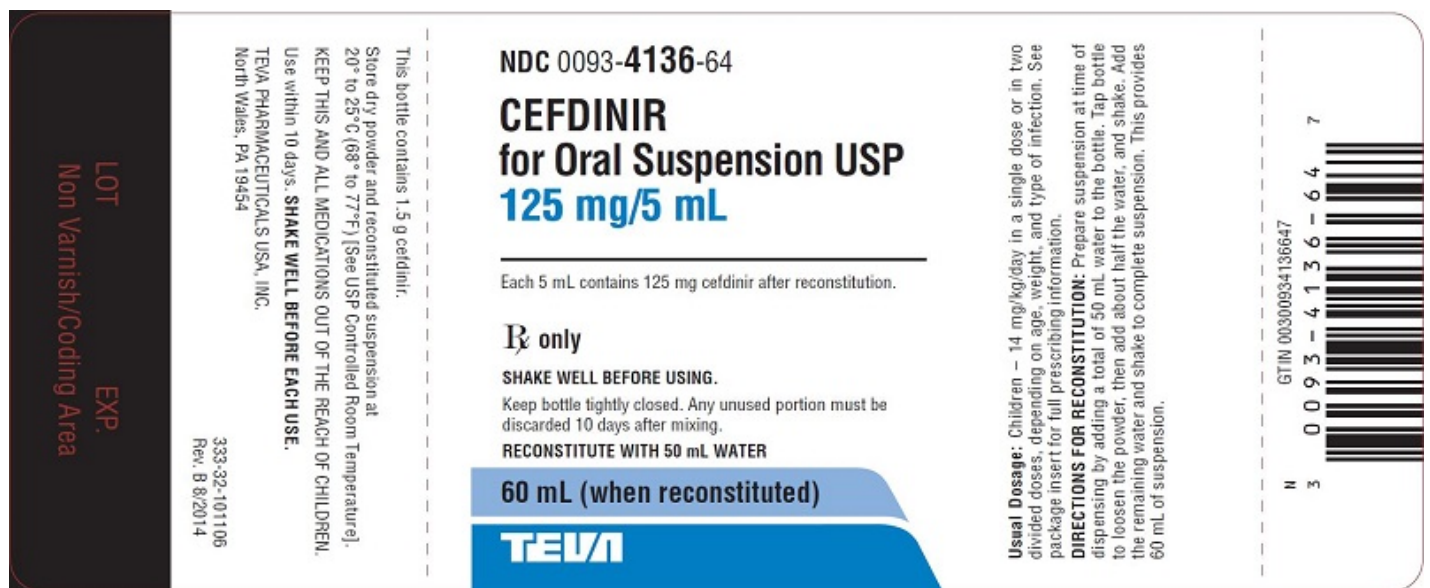 LOT EXP.
Non Varnish/Coding Area
This bottle contains 1.5 g cefdinir.
Store dry powder and reconstituted suspension at
20° to 25°C (68° to 77°F) [See USP Controlled Room Temperature].
KEEP THIS AND ALL MEDICATIONS OUT OF THE REACH OF CHILDREN.
Use within 10 days. SHAKE WELL BEFORE EACH USE.
TEVA PHARMACEUTICALS USA, INC.
North Wales, PA 19454
333-32-101106
Rev. B 8/2014
NDC 0093-4136-64
CEFDINIR
for Oral Suspension USP
125 mg/5 mL
Each 5 mL contains 125 mg cefdinir after reconstitution.
Rx only
SHAKE WELL BEFORE USING.
Keep bottle tightly closed. Any unused portion must be
discarded 10 days after mixing.
RECONSTITUTE WITH 50 mL WATER
60 mL (when reconstituted)
TEVA
Usual Dosage: Children – 14 mg/kg/day in a single dose or in two
divided doses, depending on age, weight, and type of infection. See
package insert for full prescribing information.
DIRECTIONS FOR RECONSTITUTION: Prepare suspension at time of
dispensing by adding a total of 50 mL water to the bottle. Tap bottle
to loosen the powder, then add about half the water, and shake. Add
the remaining water and shake to complete suspension. This provides
60 mL of suspension.
GTIN 00300934136647
N
3 0093-4136-64 7